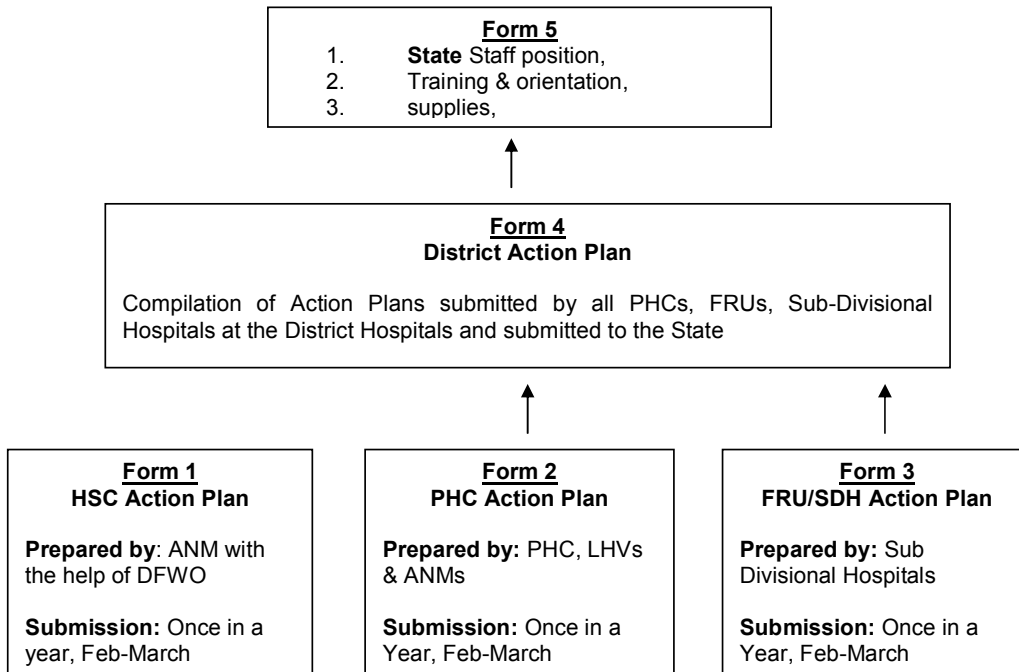 Form 5
1. State Staff position,
2. Training & orientation,
3. supplies,
Form 4
District Action Plan
Compilation of Action Plans submitted by all PHCs, FRUs, Sub-Divisional
Hospitals at the District Hospitals and submitted to the State
Form 1
HSC Action Plan
Prepared by: ANM with
the help of DFWO
Submission: Once in a
year, Feb-March
Form 2
PHC Action Plan
Prepared by: PHC, LHVs
& ANMs
Submission: Once in a
Year, Feb-March
Form 3
FRU/SDH Action Plan
Prepared by: Sub
Divisional Hospitals
Submission: Once in a
Year, Feb-March